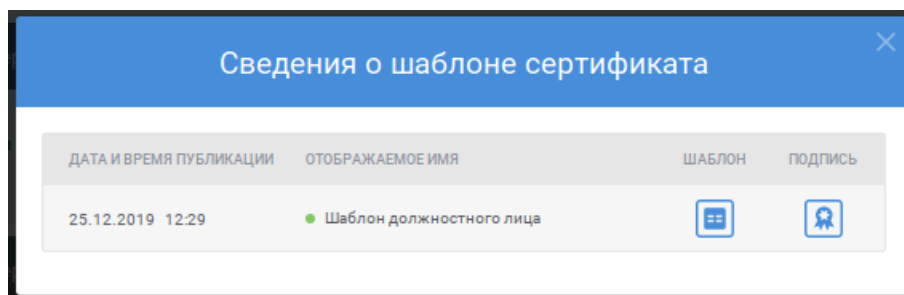 Сведения о шаблоне сертификата
ДАТА И ВРЕМЯ ПУБЛИКАЦИИ ОТОБРАЖАЕМОЕ ИМЯ ШАБЛОН ПОДПИСЬ
25.12.2019 12:29 Шаблон должностного лица